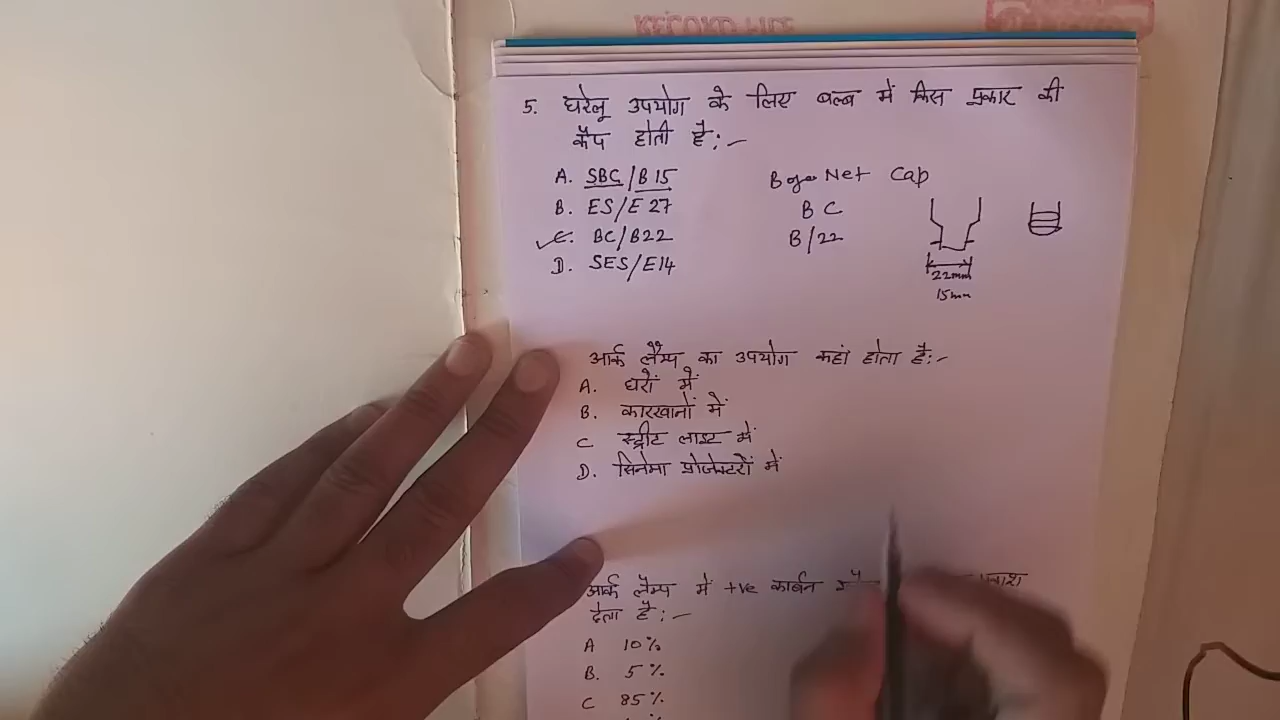 5. घरेलू उपयोग के लिए बल्ब में किस प्रकार की
कैप होती है:-
A. SBC/B15
B. ES/E27
C. BC/B22
D. SES/E14
Net Cap
BC
B/22
22mm
15mm
आर्क लैम्प का उपयोग कहां होता है:-
A. घरों में
B. कारखानों में
C स्ट्रीट लाइट में
D. सिनेमा प्रोजेक्टरों में
आर्क लैम्प में +ve कार्बन
देता है:-
A 10%
B. 5%
C 85%